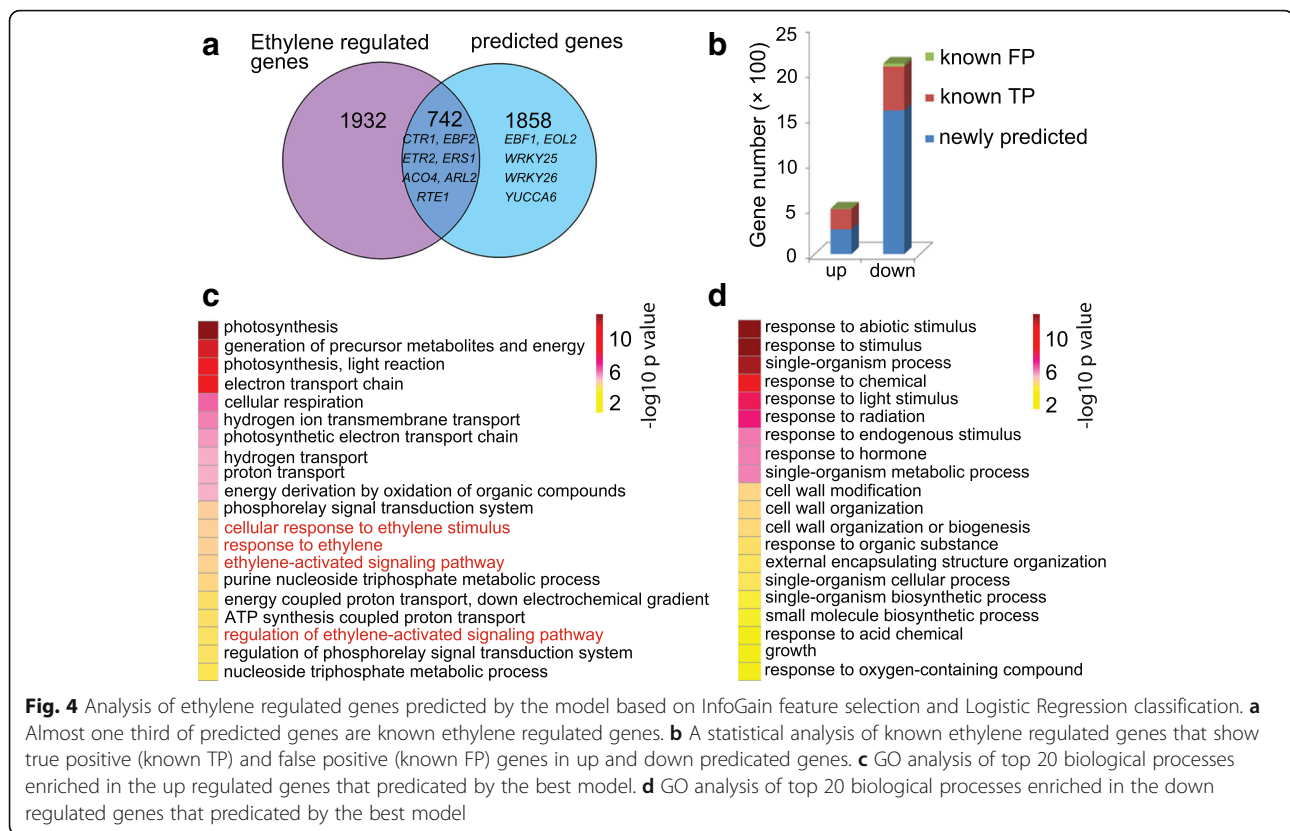 a
Ethylene regulated
genes
predicted genes
1932
742
1858
CTR1, EBF2
ETR2, ERS1
ACO4, ARL2
RTE1
EBF1, EOL2
WRKY25
WRKY26
YUCCA6
b
Gene number (× 100)
25
20
15
10
5
0
up
down
known FP
known TP
newly predicted
c
photosynthesis
generation of precursor metabolites and energy
photosynthesis, light reaction
electron transport chain
cellular respiration
hydrogen ion transmembrane transport
photosynthetic electron transport chain
hydrogen transport
proton transport
energy derivation by oxidation of organic compounds
phosphorelay signal transduction system
cellular response to ethylene stimulus
response to ethylene
ethylene-activated signaling pathway
purine nucleoside triphosphate metabolic process
energy coupled proton transport, down electrochemical gradient
ATP synthesis coupled proton transport
regulation of ethylene-activated signaling pathway
regulation of phosphorelay signal transduction system
nucleoside triphosphate metabolic process
10
6
2
-log10 p value
d
response to abiotic stimulus
response to stimulus
single-organism process
response to chemical
response to light stimulus
response to radiation
response to endogenous stimulus
response to hormone
single-organism metabolic process
cell wall modification
cell wall organization
cell wall organization or biogenesis
response to organic substance
external encapsulating structure organization
single-organism cellular process
single-organism biosynthetic process
small molecule biosynthetic process
response to acid chemical
growth
response to oxygen-containing compound
10
6
2
-log10 p value
Fig. 4 Analysis of ethylene regulated genes predicted by the model based on InfoGain feature selection and Logistic Regression classification. a
Almost one third of predicted genes are known ethylene regulated genes. b A statistical analysis of known ethylene regulated genes that show
true positive (known TP) and false positive (known FP) genes in up and down predicated genes. c GO analysis of top 20 biological processes
enriched in the up regulated genes that predicated by the best model. d GO analysis of top 20 biological processes enriched in the down
regulated genes that predicated by the best model